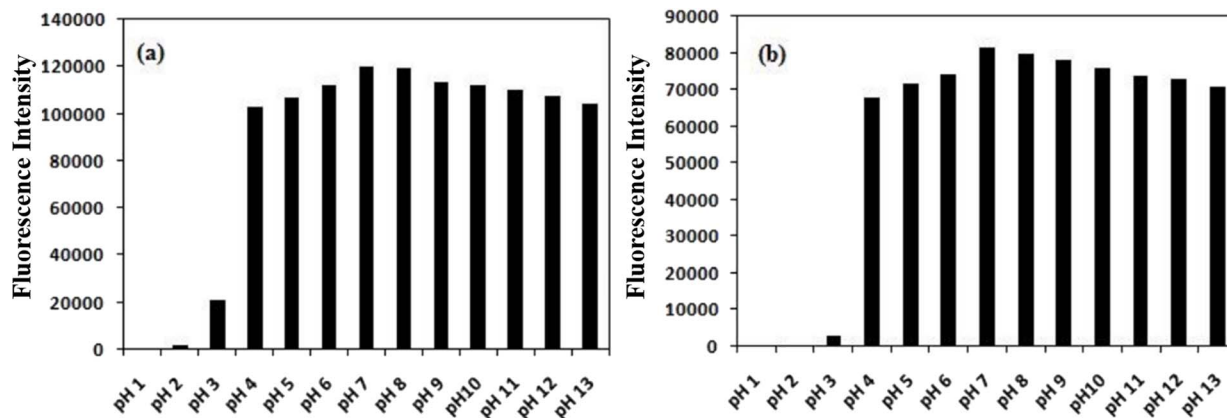 (a)
Fluorescence Intensity
140000
120000
100000
80000
60000
40000
20000
0
pH 1
pH 2
pH 3
pH 4
pH 5
pH 6
pH 7
pH 8
pH 9
pH10
pH 11
pH 12
pH 13
(b)
Fluorescence Intensity
90000
80000
70000
60000
50000
40000
30000
20000
10000
0
pH 1
pH 2
pH 3
pH 4
pH 5
pH 6
pH 7
pH 8
pH 9
pH10
pH 11
pH 12
pH 13